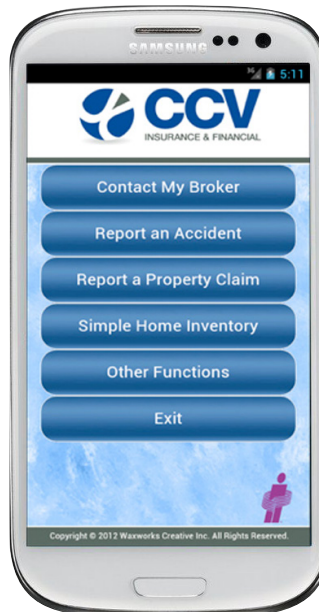 SAMSUNG
3G 5:11
CCV
INSURANCE & FINANCIAL
Contact My Broker
Report an Accident
Report a Property Claim
Simple Home Inventory
Other Functions
Exit
Copyright © 2012 Waxworks Creative Inc. All Rights Reserved.